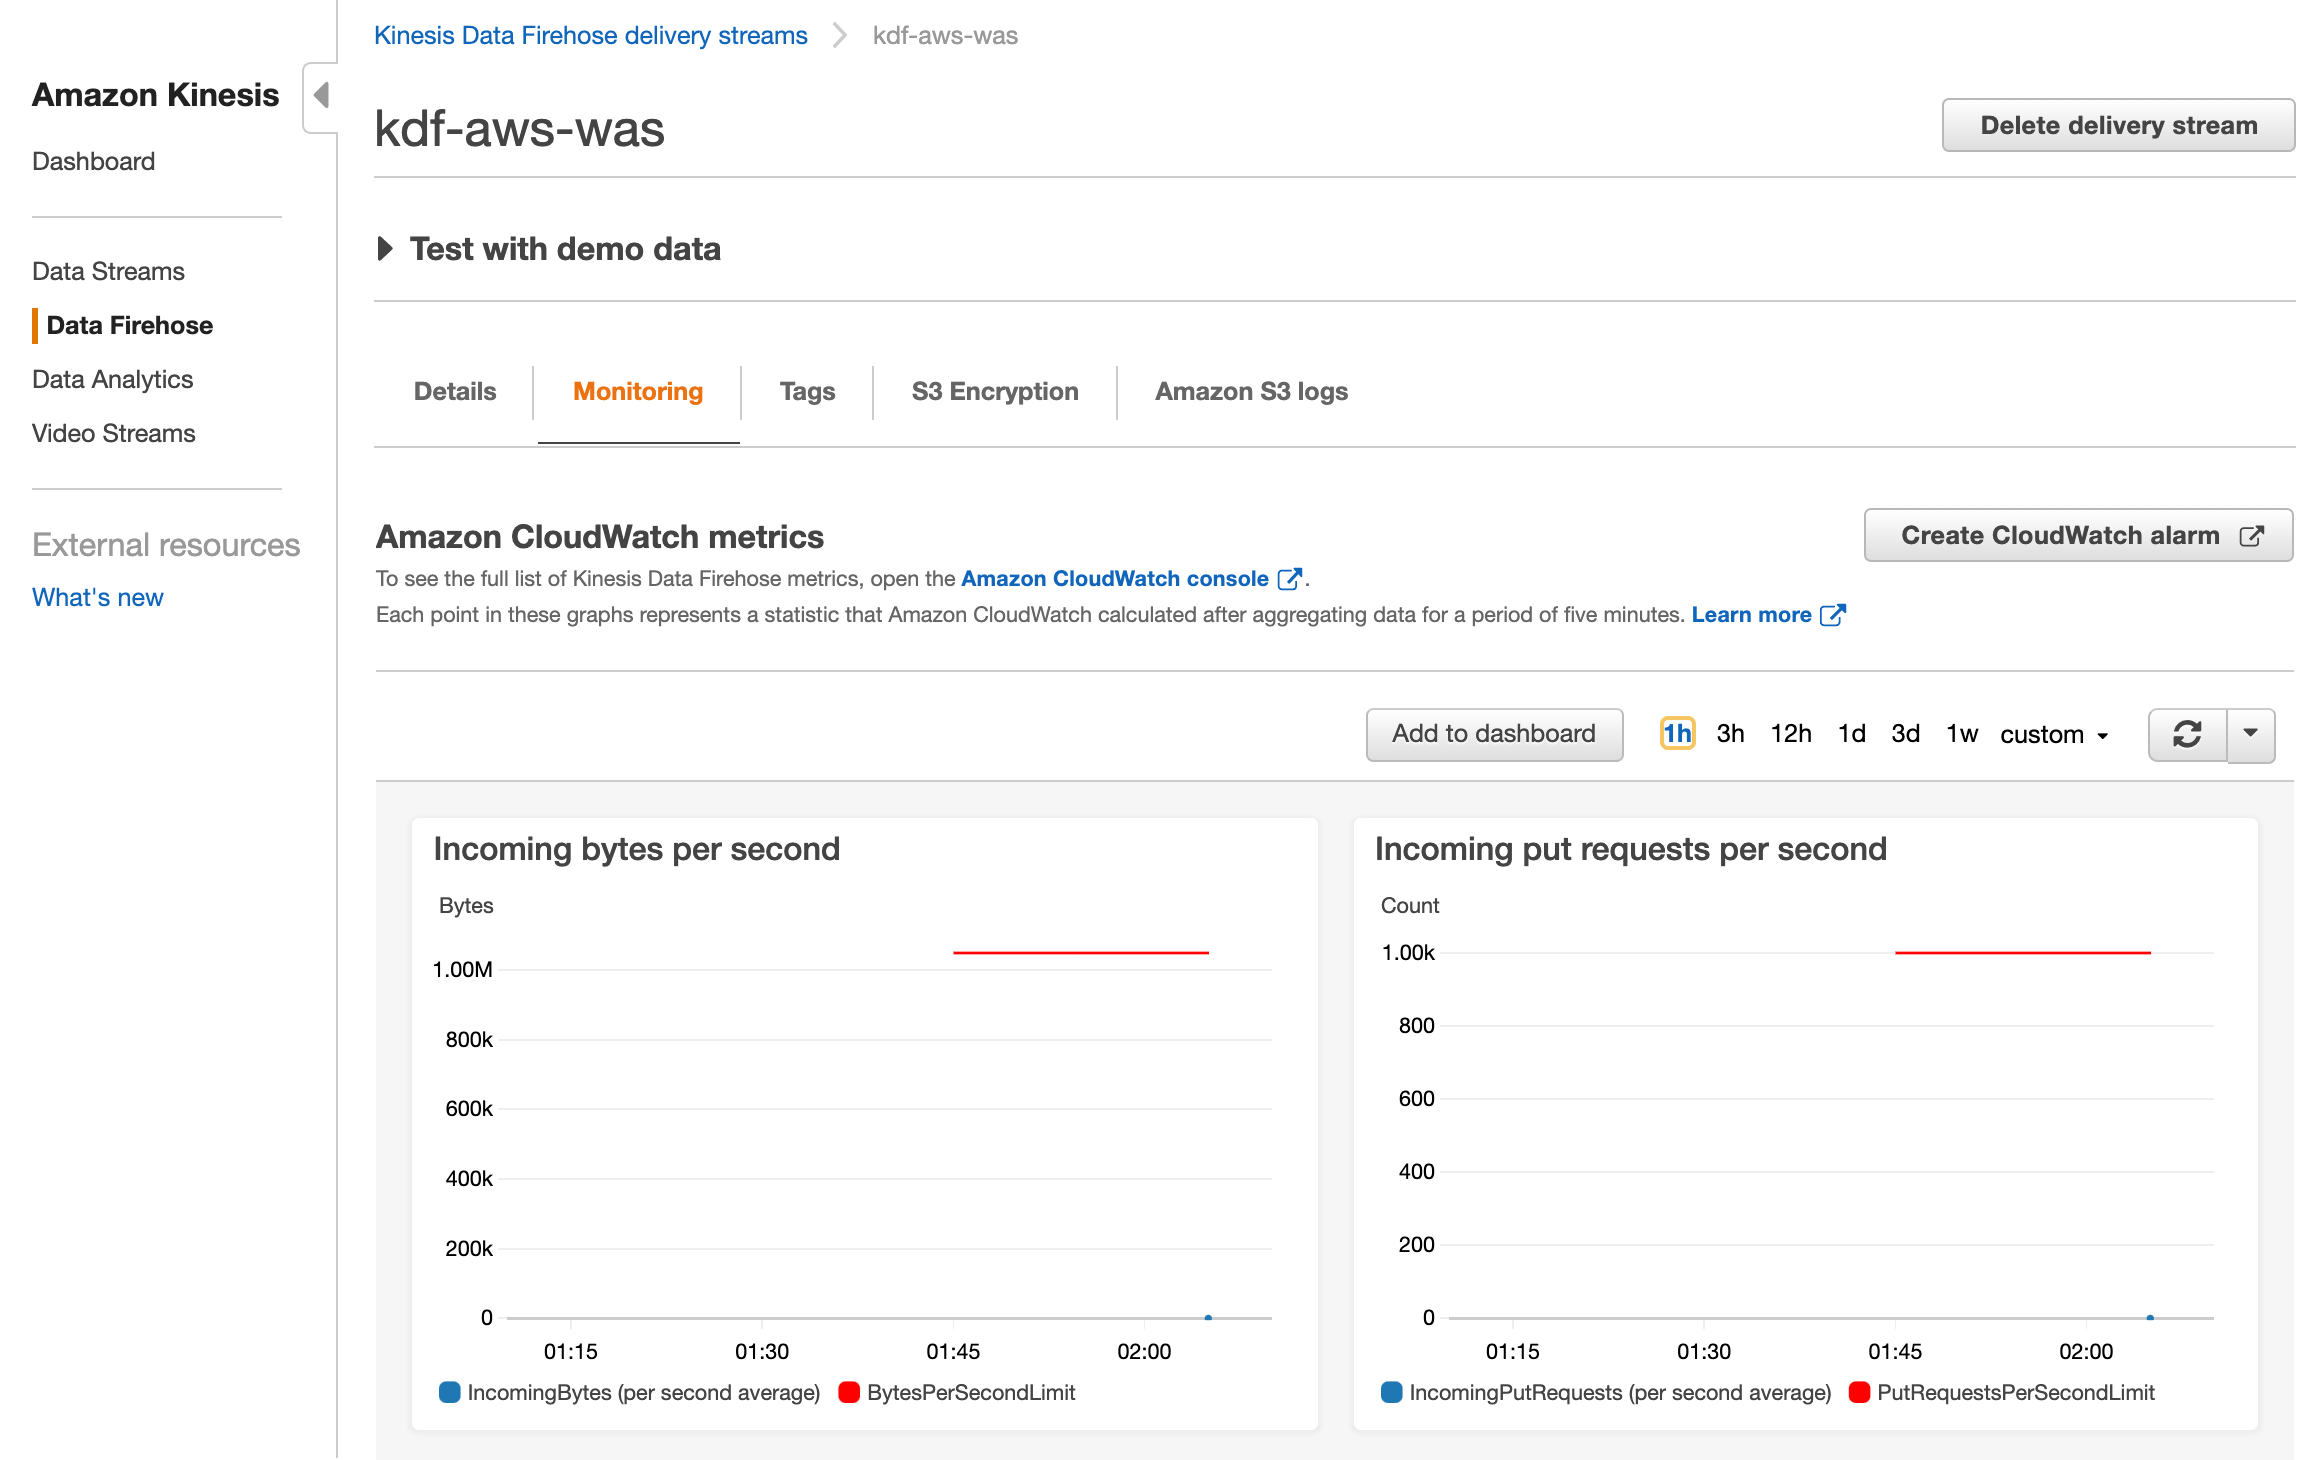 Amazon Kinesis
Dashboard
Data Streams
Data Firehose
Data Analytics
Video Streams
External resources
What's new
Kinesis Data Firehose delivery streams
kdf-aws-was
kdf-aws-was
Delete delivery stream
Test with demo data
Details
Monitoring
Tags
S3 Encryption
Amazon S3 logs
Amazon CloudWatch metrics
Create CloudWatch alarm
To see the full list of Kinesis Data Firehose metrics, open the Amazon CloudWatch console .
Each point in these graphs represents a statistic that Amazon CloudWatch calculated after aggregating data for a period of five minutes. Learn more
Add to dashboard
1h 3h 12h 1d 3d 1w custom
Incoming bytes per second
Bytes
1.00M
800k
600k
400k
200k
0
01:15 01:30 01:45 02:00
IncomingBytes (per second average) BytesPerSecondLimit
Incoming put requests per second
Count
1.00k
800
600
400
200
0
01:15 01:30 01:45 02:00
IncomingPutRequests (per second average) PutRequestsPerSecondLimit